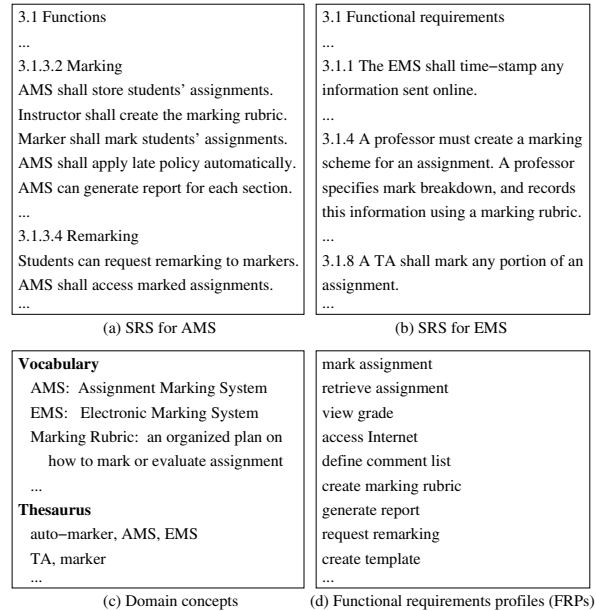 3.1 Functions
...
3.1.3.2 Marking
AMS shall store students' assignments.
Instructor shall create the marking rubric.
Marker shall mark students' assignments.
AMS shall apply late policy automatically.
AMS can generate report for each section.
...
3.1.3.4 Remarking
Students can request remarking to markers.
AMS shall access marked assignments.
...
(a) SRS for AMS
3.1 Functional requirements
...
3.1.1 The EMS shall time−stamp any
information sent online.
...
3.1.4 A professor must create a marking
scheme for an assignment. A professor
specifies mark breakdown, and records
this information using a marking rubric.
...
3.1.8 A TA shall mark any portion of an
assignment.
...
(b) SRS for EMS
Vocabulary
AMS: Assignment Marking System
EMS: Electronic Marking System
Marking Rubric: an organized plan on
how to mark or evaluate assignment
...
Thesaurus
auto−marker, AMS, EMS
TA, marker
...
(c) Domain concepts
mark assignment
retrieve assignment
view grade
access Internet
define comment list
create marking rubric
generate report
request remarking
create template
...
(d) Functional requirements profiles (FRPs)